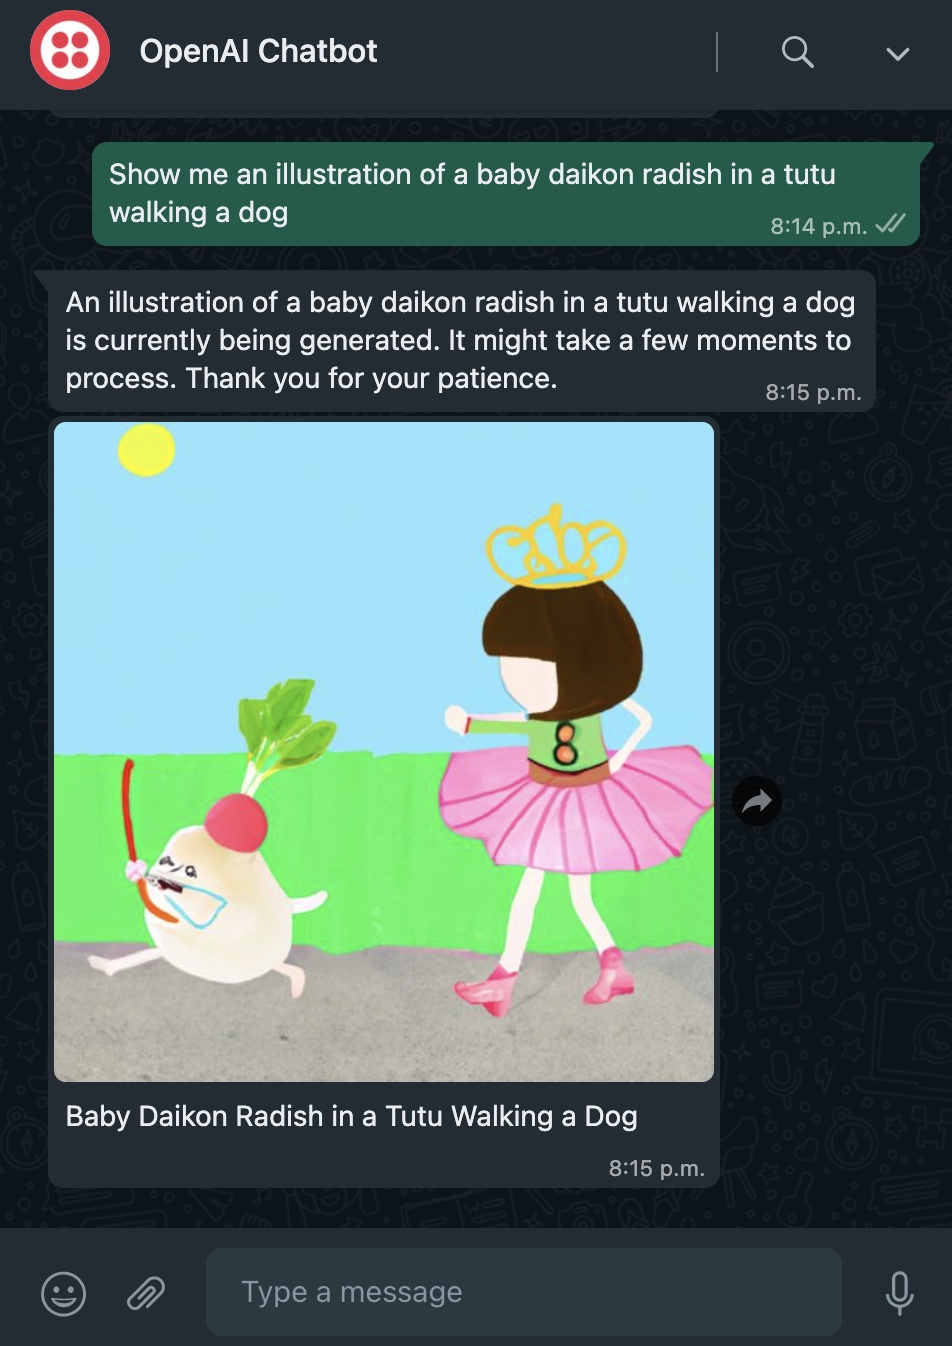 OpenAI Chatbot
Show me an illustration of a baby daikon radish in a tutu
walking a dog
8:14 p.m.
An illustration of a baby daikon radish in a tutu walking a dog
is currently being generated. It might take a few moments to
process. Thank you for your patience.
8:15 p.m.
Baby Daikon Radish in a Tutu Walking a Dog
8:15 p.m.
Type a message